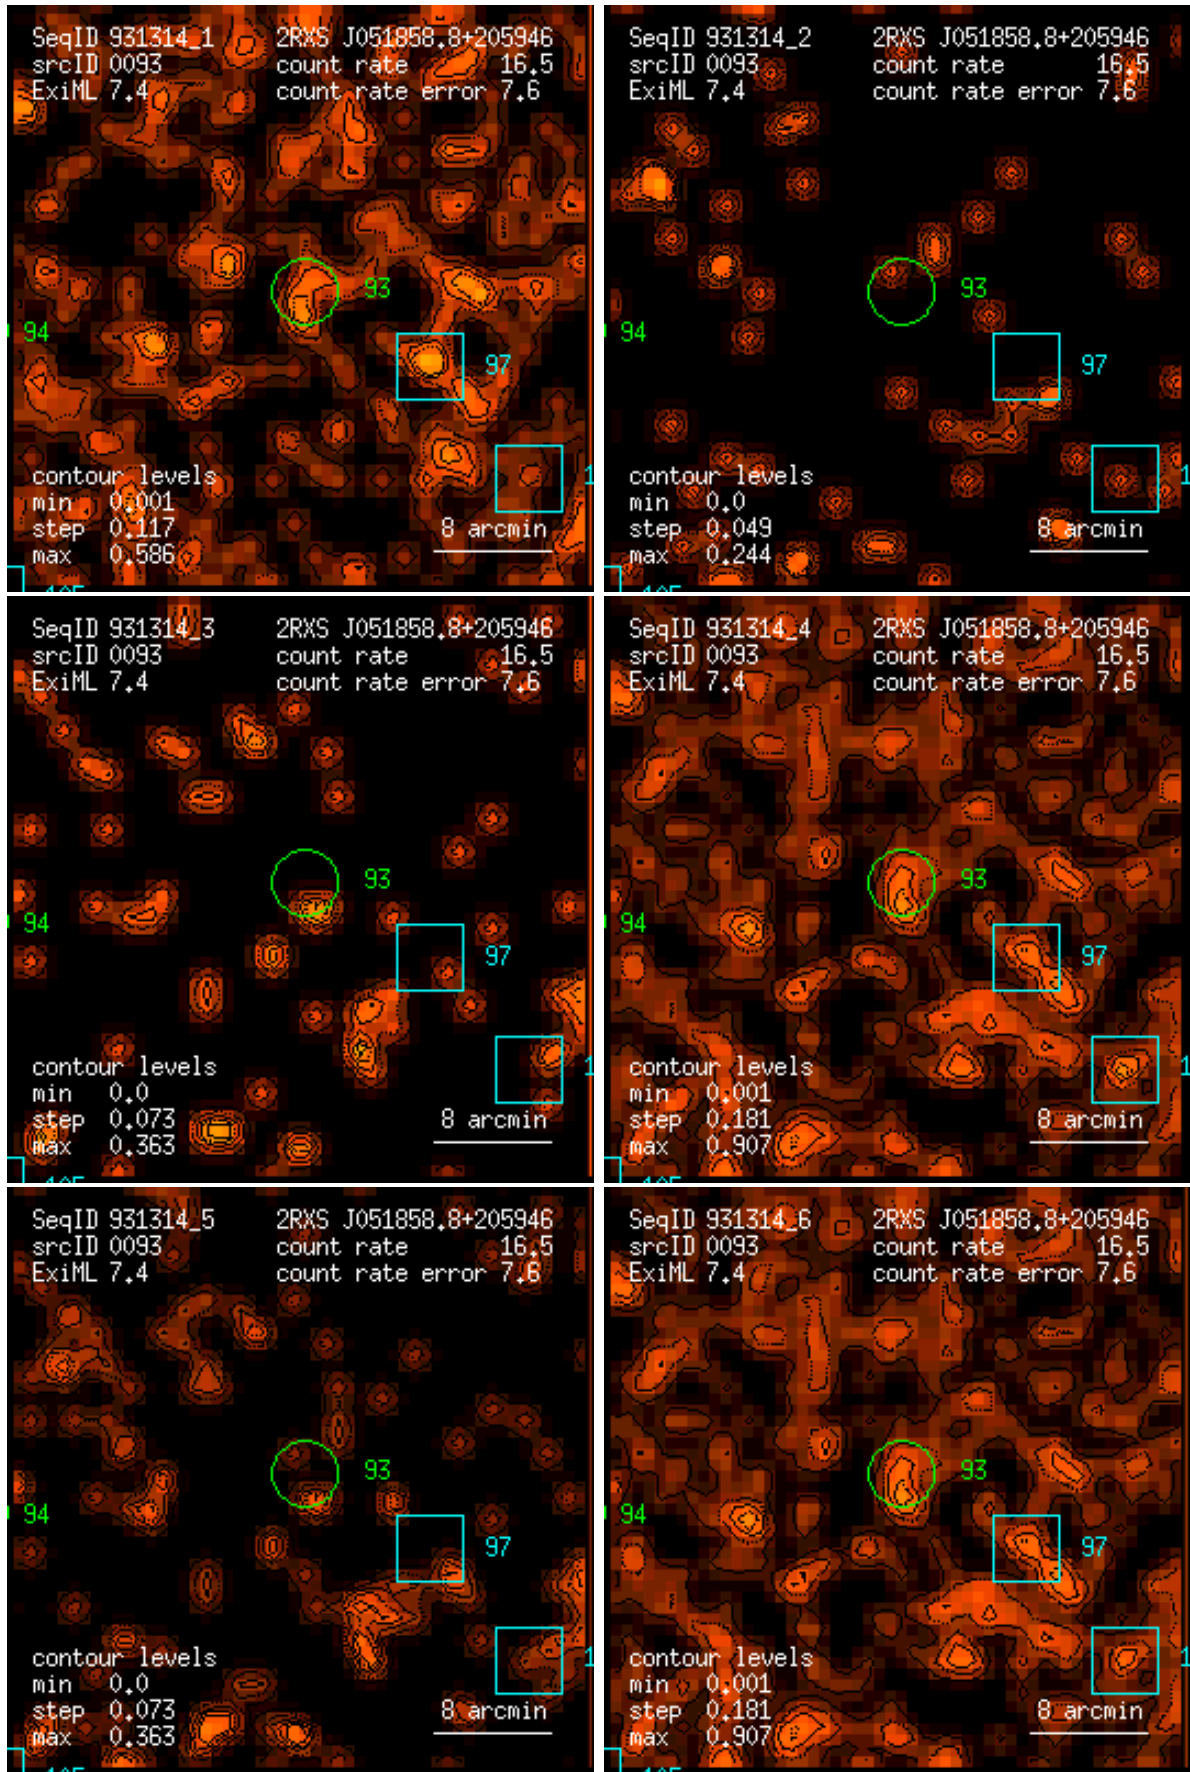 SeqID 931314_1 2RXS J051858.8+205946
srcID 0093 count rate 16.5
ExiML 7.4 count rate error 7.6
93
94
97
contour levels
min 0.001
step 0.117
max 0.586
8 arcmin
SeqID 931314_2 2RXS J051858.8+205946
srcID 0093 count rate 16.5
ExiML 7.4 count rate error 7.6
93
94
97
contour levels
min 0.0
step 0.049
max 0.244
8 arcmin
SeqID 931314_3 2RXS J051858.8+205946
srcID 0093 count rate 16.5
ExiML 7.4 count rate error 7.6
93
94
97
contour levels
min 0.0
step 0.073
max 0.363
8 arcmin
SeqID 931314_4 2RXS J051858.8+205946
srcID 0093 count rate 16.5
ExiML 7.4 count rate error 7.6
93
94
97
contour levels
min 0.001
step 0.181
max 0.907
8 arcmin
SeqID 931314_5 2RXS J051858.8+205946
srcID 0093 count rate 16.5
ExiML 7.4 count rate error 7.6
93
94
97
contour levels
min 0.0
step 0.073
max 0.363
8 arcmin
SeqID 931314_6 2RXS J051858.8+205946
srcID 0093 count rate 16.5
ExiML 7.4 count rate error 7.6
93
94
97
contour levels
min 0.001
step 0.181
max 0.907
8 arcmin